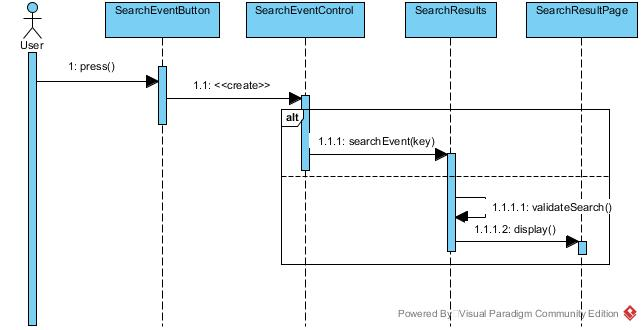 SearchEventButton
SearchEventControl
SearchResults
SearchResultPage
User
1: press()
1.1: <<create>>
alt
1.1.1: searchEvent(key)
1.1.1.1: validateSearch()
1.1.1.2: display()
Powered By Visual Paradigm Community Edition